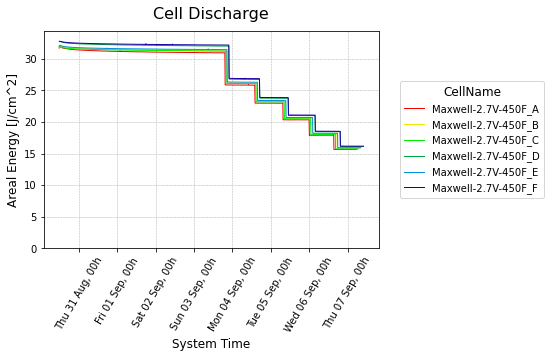 Cell Discharge
Areal Energy [J/cm^2]
30
25
20
15
10
5
0
Thu 31 Aug, 00h
Fri 01 Sep, 00h
Sat 02 Sep, 00h
Sun 03 Sep, 00h
Mon 04 Sep, 00h
Tue 05 Sep, 00h
Wed 06 Sep, 00h
Thu 07 Sep, 00h
System Time
CellName
Maxwell-2.7V-450F_A
Maxwell-2.7V-450F_B
Maxwell-2.7V-450F_C
Maxwell-2.7V-450F_D
Maxwell-2.7V-450F_E
Maxwell-2.7V-450F_F